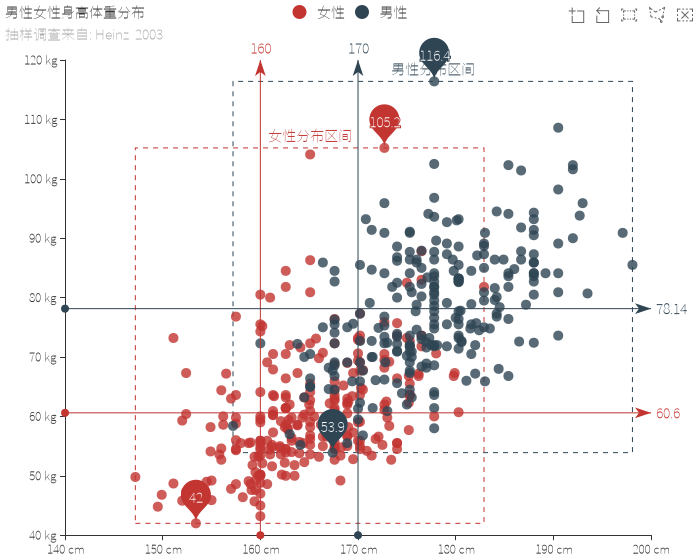 男性女性身高体重分布
女性 男性
抽样调查来自: Heinz 2003
160 170
116.4
男性分布区间
105.2
女性分布区间
120 kg
110 kg
100 kg
90 kg
80 kg
78.14
70 kg
60 kg
60.6
53.9
50 kg
42
40 kg
140 cm 150 cm 160 cm 170 cm 180 cm 190 cm 200 cm